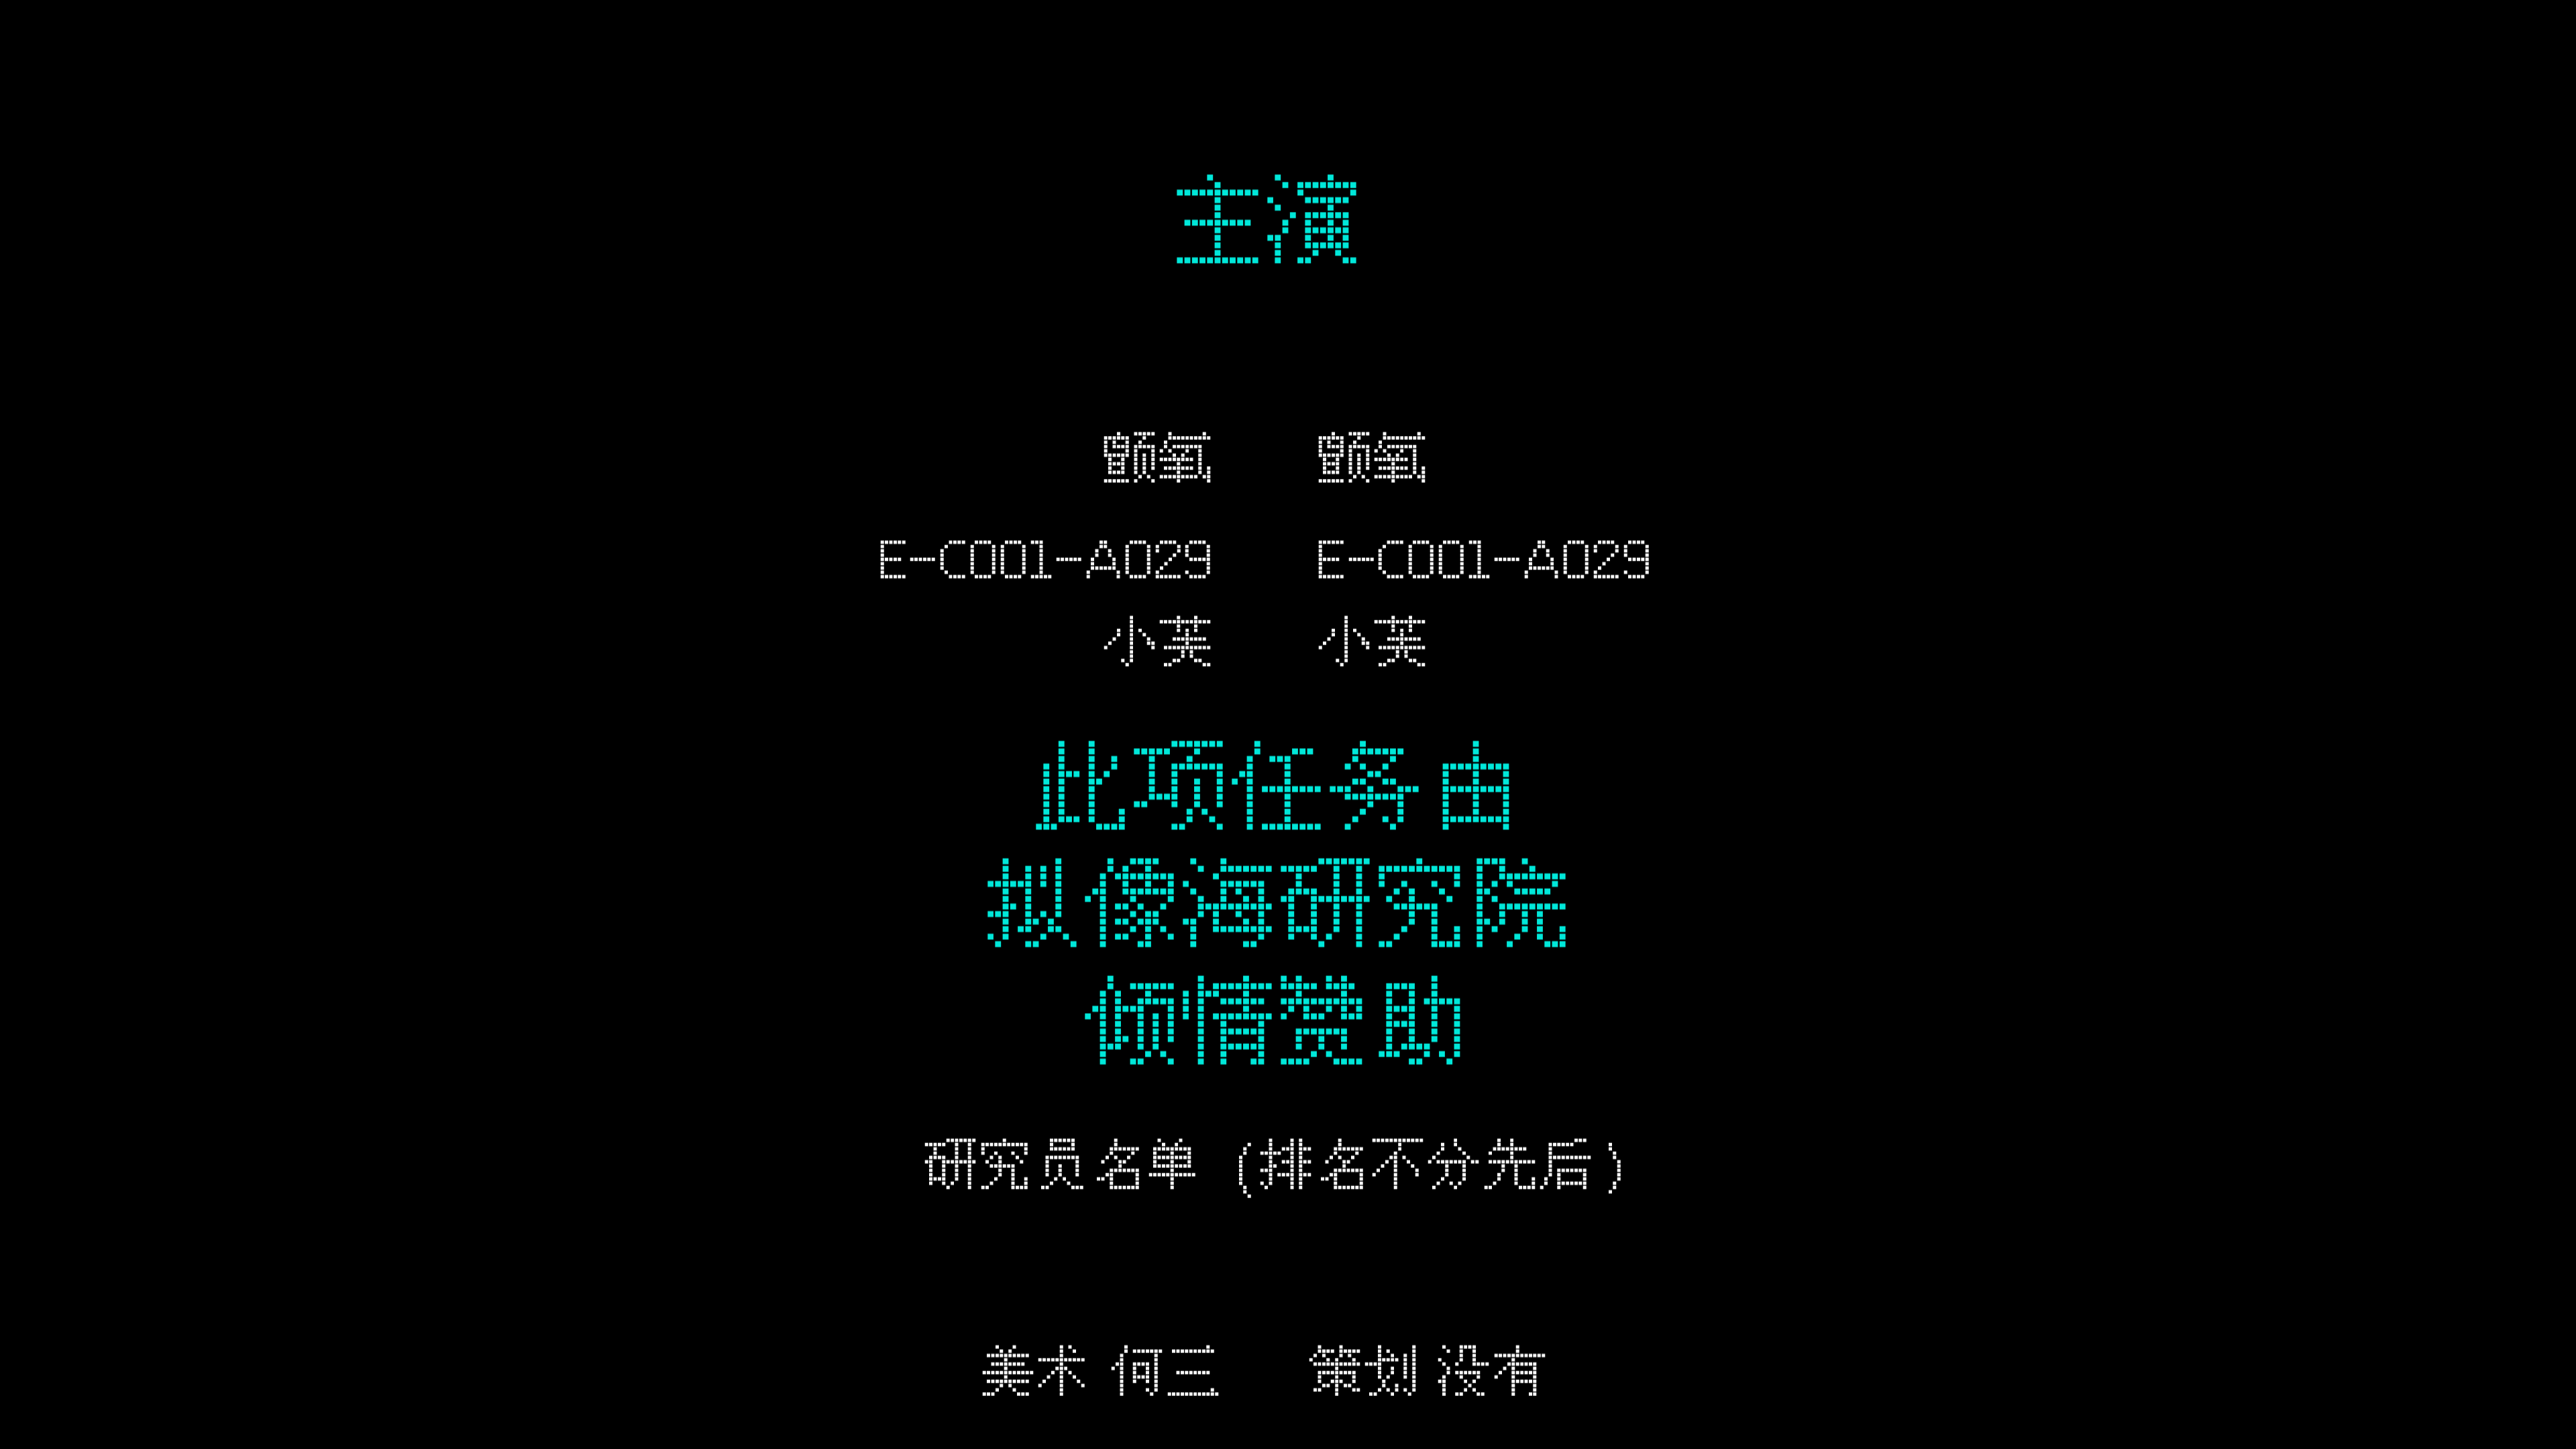 主演
颤氧 颤氧
E-C001-A029 E-C001-A029
小芙 小芙
此项任务由
拟像海研究院
倾情赞助
研究员名单（排名不分先后）
美术 何三 策划 没有